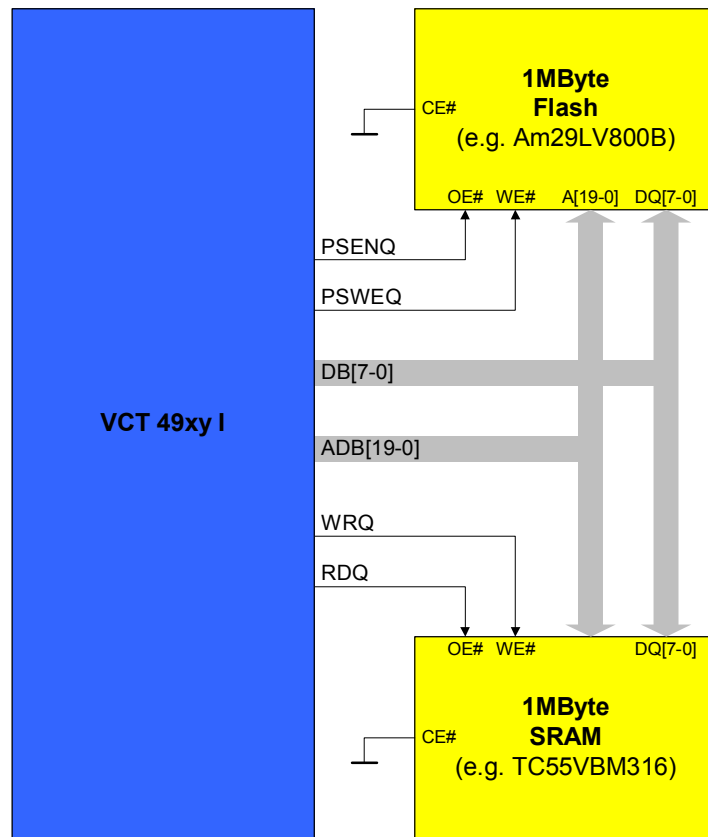 1MByte
Flash
(e.g. Am29LV800B)
CE#
OE# WE# A[19-0] DQ[7-0]
PSENQ
PSWEQ
DB[7-0]
VCT 49xy I
ADB[19-0]
WRQ
RDQ
OE# WE# DQ[7-0]
1MByte
SRAM
(e.g. TC55VBM316)
CE#